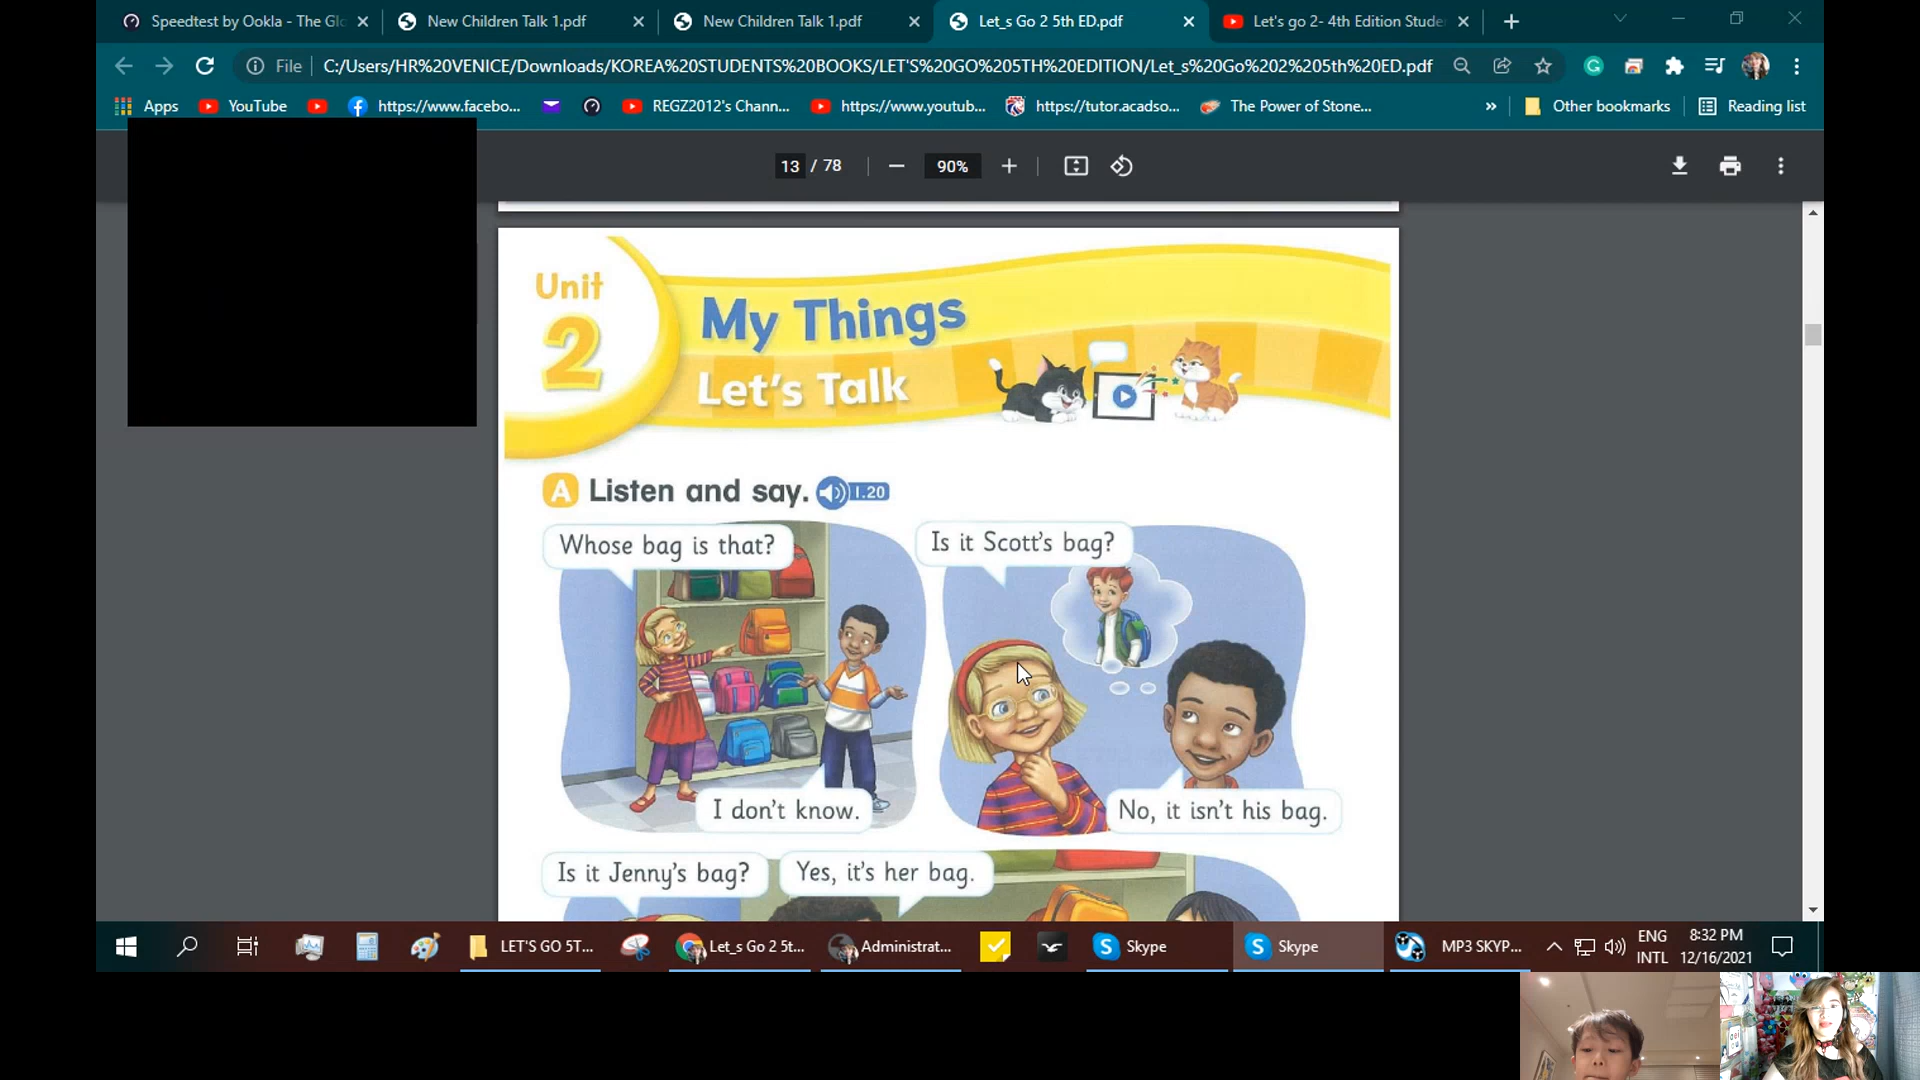 Speedtest by Ookla - The Glo
New Children Talk 1.pdf
New Children Talk 1.pdf
Let_s Go 2 5th ED.pdf
Let's go 2- 4th Edition Stude
File
C:/Users/HR%20VENICE/Downloads/KOREA%20STUDENTS%20BOOKS/LET'S%20GO%205TH%20EDITION/Let_s%20Go%202%205th%20ED.pdf
Apps
YouTube
https://www.facebo...
REGZ2012's Chann...
https://www.youtub...
https://tutor.acadso...
The Power of Stone...
»
Other bookmarks
Reading list
13 / 78
90%
Unit
2
My Things
Let's Talk
A Listen and say. 1.20
Whose bag is that?
Is it Scott's bag?
I don't know.
No, it isn't his bag.
Is it Jenny's bag?
Yes, it's her bag.
LET'S GO 5T...
Let_s Go 2 5t...
Administrat...
Skype
Skype
MP3 SKYP...
ENG
INTL
8:32 PM
12/16/2021